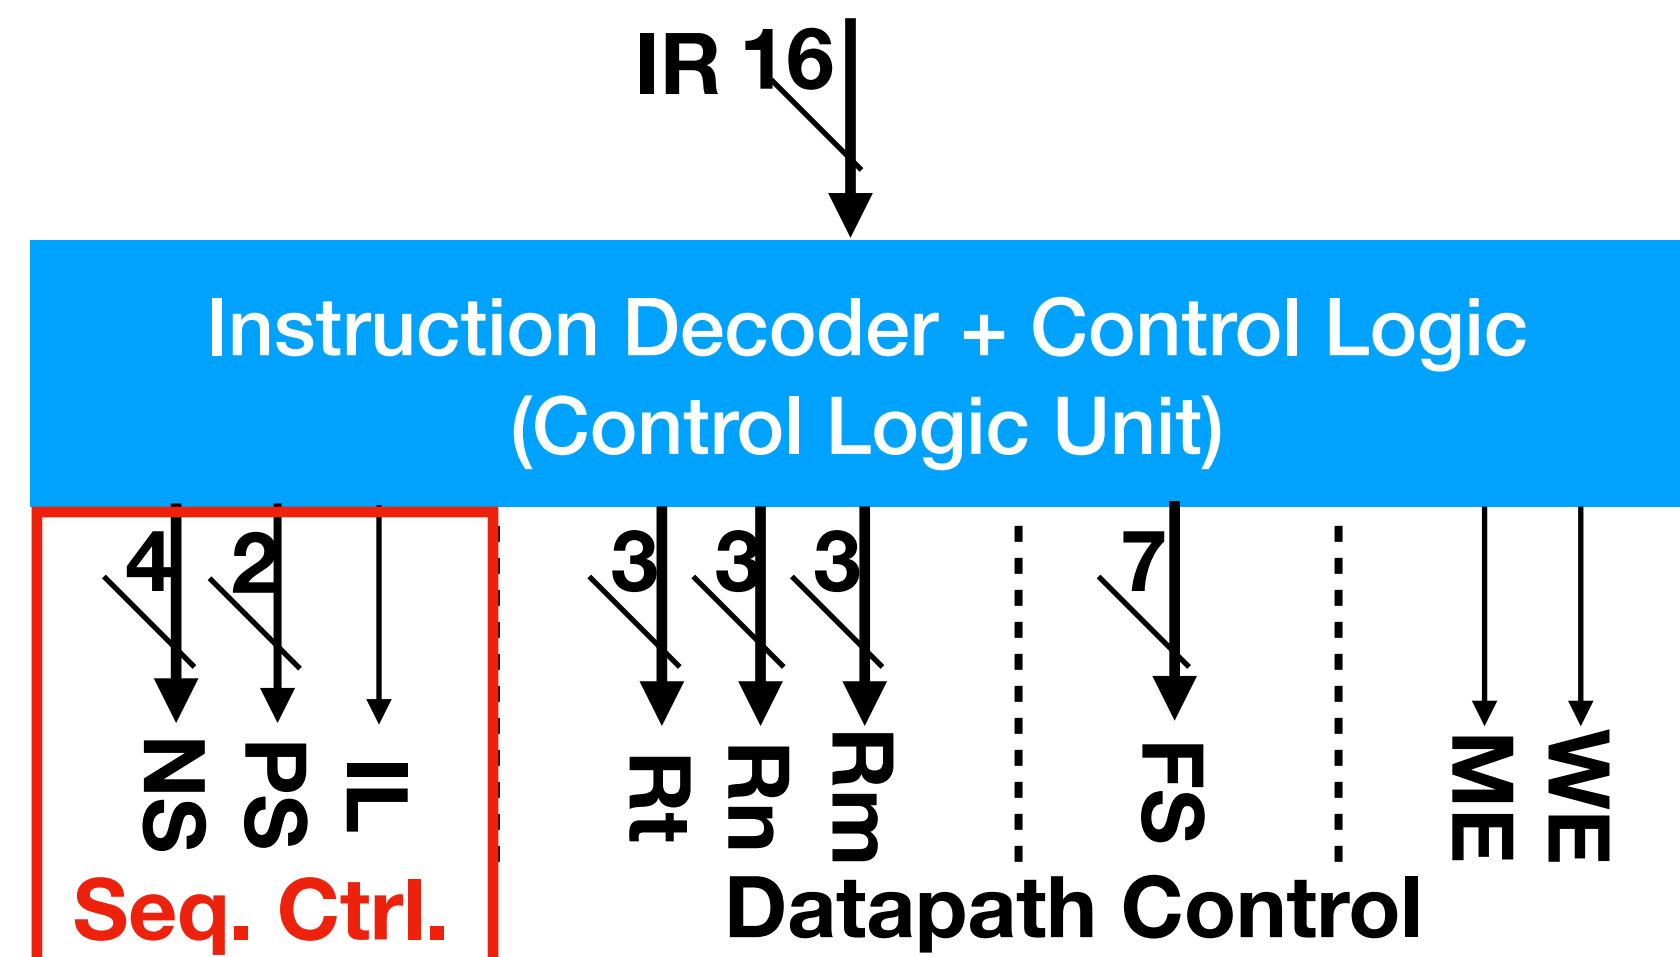 IR 16
Instruction Decoder + Control Logic
(Control Logic Unit)
4 2 3 3 3 7
NS PS IL Rt Rn Rm FS ME WE
Seq. Ctrl. Datapath Control